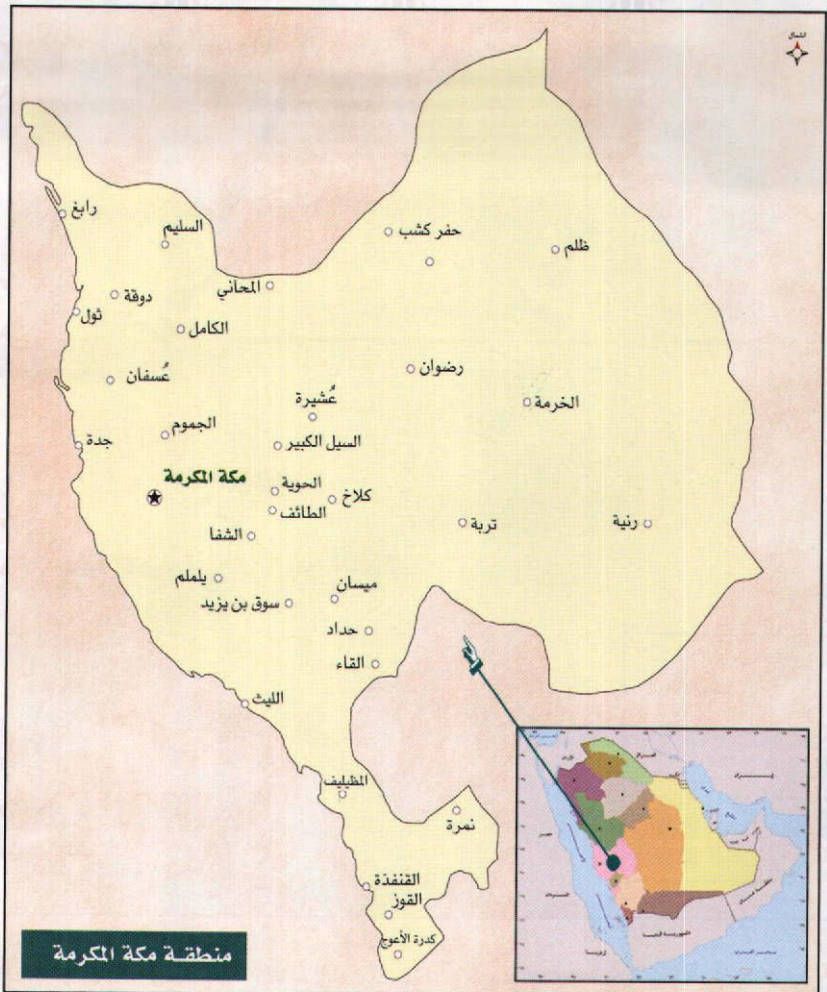 الشمال
رابغ
السليم
حفر كشب
ظلم
المحاني
دوقة
ثول
الكامل
رضوان
عُسفان
الخرمة
عُشيرة
الجموم
جدة
السيل الكبير
مكة المكرمة
الحوية
كلاخ
الطائف
تربة
رنية
الشفا
يلملم
ميسان
سوق بن يزيد
حداد
القاء
الليث
المظيليف
نمرة
القنفذة
القوز
كدرة الأعوج
منطقة مكة المكرمة